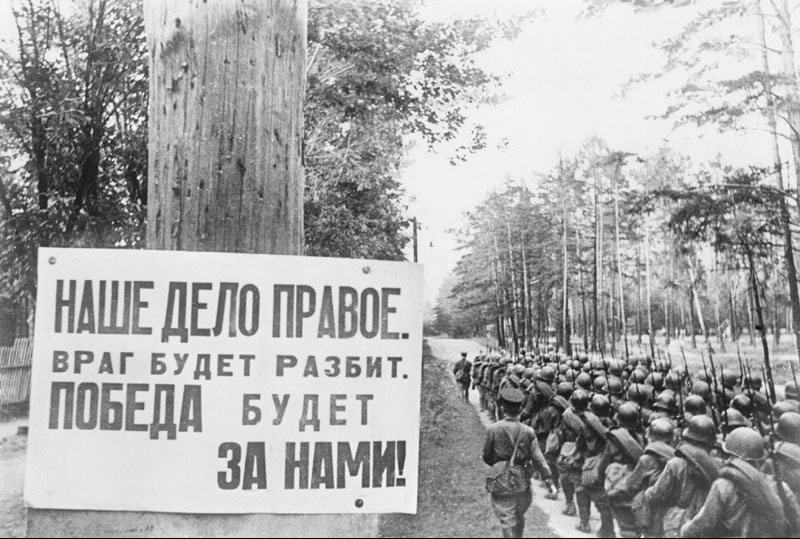 НАШЕ ДЕЛО ПРАВОЕ.
ВРАГ БУДЕТ РАЗБИТ.
ПОБЕДА БУДЕТ
ЗА НАМИ!